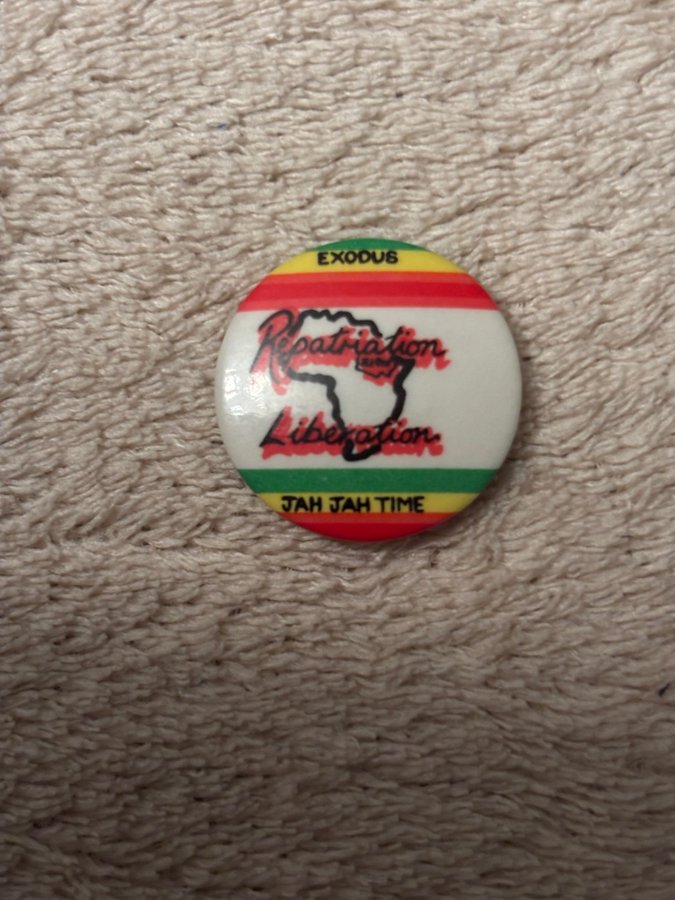 EXODUS
Repatriation
Liberation
JAH JAH TIME